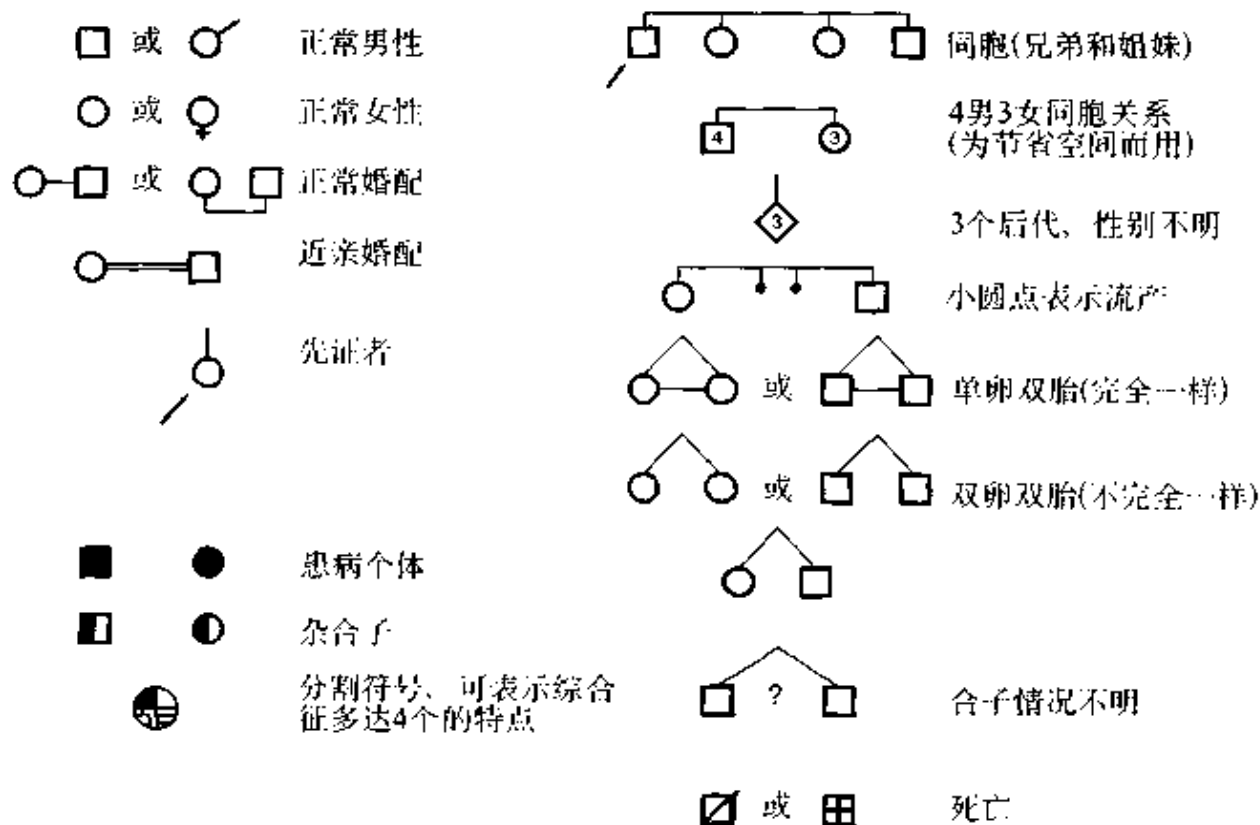 或
正常男性
或
正常女性
或
正常婚配
近亲婚配
先证者
患病个体
杂合子
分割符号、可表示综合
征多达4个的特点
同胞(兄弟和姐妹)
4
3
4男3女同胞关系
(为节省空间而用)
3
3个后代、性别不明
小圆点表示流产
或
单卵双胎(完全一样)
或
双卵双胎(不完全一样)
?
合子情况不明
或
死亡